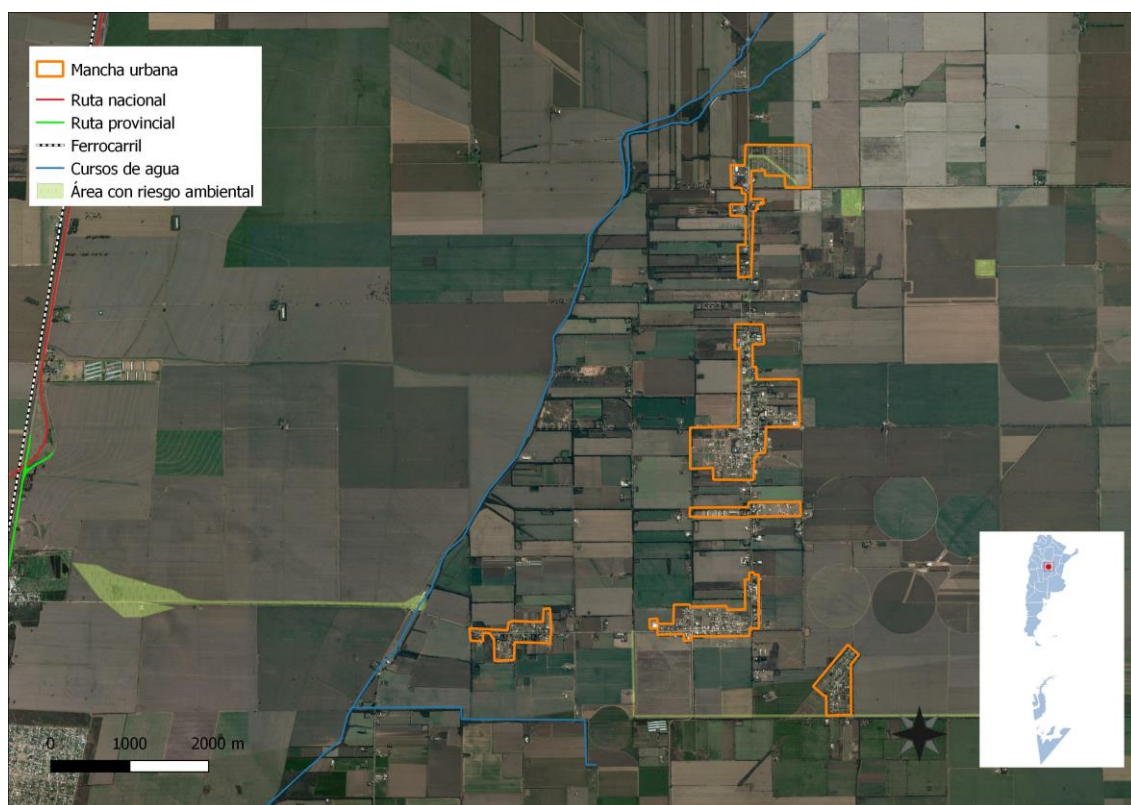 Mancha urbana
Ruta nacional
Ruta provincial
Ferrocarril
Cursos de agua
Área con riesgo ambiental
0 1000 2000 m